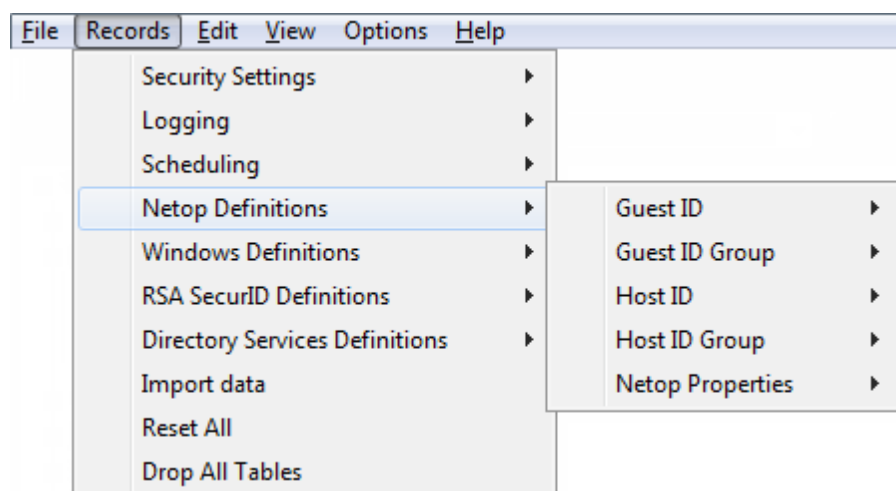 File Records Edit View Options Help
Security Settings
Logging
Scheduling
Netop Definitions
Windows Definitions
RSA SecurID Definitions
Directory Services Definitions
Import data
Reset All
Drop All Tables
Guest ID
Guest ID Group
Host ID
Host ID Group
Netop Properties